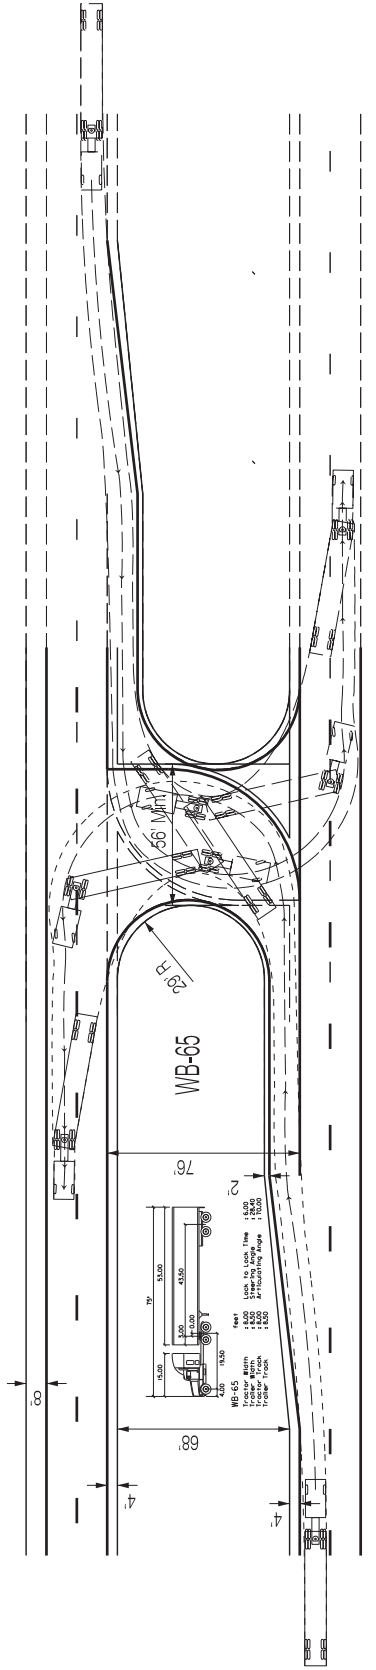 56' Min.
29' R
WB-65
76'
2'
75'
15.00
53.00
43.50
3.00
0.00
4.00
19.50
WB-65
feet
Tractor Width : 8.00
Trailer Width : 8.50
Tractor Track : 8.00
Trailer Track : 8.50
Lock to Lock Time : 6.00
Steering Angle : 28.40
Articulating Angle : 70.00
8'
68'
4'
4'